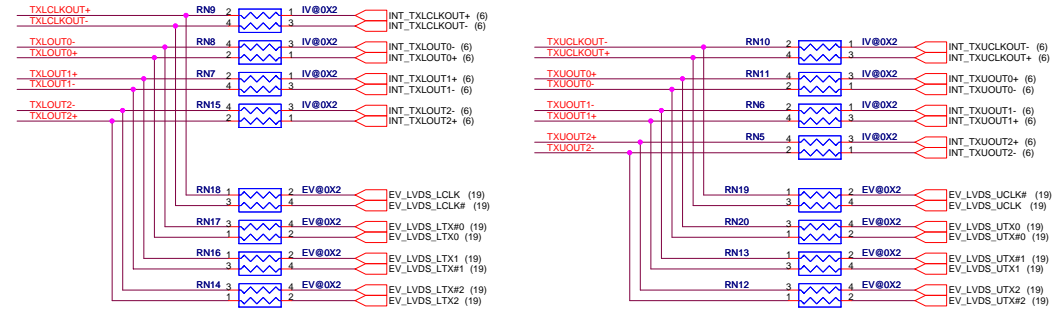 TXLCLKOUT+ RN9 2 1 IV@0X2 INT_TXLCLKOUT+ (6)
TXLCLKOUT- 4 3 INT_TXLCLKOUT- (6)
TXLOUT0- RN8 4 3 IV@0X2 INT_TXLOUT0- (6)
TXLOUT0+ 2 1 INT_TXLOUT0+ (6)
TXLOUT1+ RN7 2 1 IV@0X2 INT_TXLOUT1+ (6)
TXLOUT1- 4 3 INT_TXLOUT1- (6)
TXLOUT2- RN15 4 3 IV@0X2 INT_TXLOUT2- (6)
TXLOUT2+ 2 1 INT_TXLOUT2+ (6)
RN18 1 2 EV@0X2 EV_LVDS_LCLK (19)
3 4 EV_LVDS_LCLK# (19)
RN17 3 4 EV@0X2 EV_LVDS_LTX#0 (19)
1 2 EV_LVDS_LTX0 (19)
RN16 1 2 EV@0X2 EV_LVDS_LTX1 (19)
3 4 EV_LVDS_LTX#1 (19)
RN14 3 4 EV@0X2 EV_LVDS_LTX#2 (19)
1 2 EV_LVDS_LTX2 (19)
TXUCLKOUT- RN10 2 1 IV@0X2 INT_TXUCLKOUT- (6)
TXUCLKOUT+ 4 3 INT_TXUCLKOUT+ (6)
TXUOUT0+ RN11 4 3 IV@0X2 INT_TXUOUT0+ (6)
TXUOUT0- 2 1 INT_TXUOUT0- (6)
TXUOUT1- RN6 2 1 IV@0X2 INT_TXUOUT1- (6)
TXUOUT1+ 4 3 INT_TXUOUT1+ (6)
TXUOUT2+ RN5 4 3 IV@0X2 INT_TXUOUT2+ (6)
TXUOUT2- 2 1 INT_TXUOUT2- (6)
RN19 1 2 EV@0X2 EV_LVDS_UCLK# (19)
3 4 EV_LVDS_UCLK (19)
RN20 3 4 EV@0X2 EV_LVDS_UTX0 (19)
1 2 EV_LVDS_UTX#0 (19)
RN13 1 2 EV@0X2 EV_LVDS_UTX#1 (19)
3 4 EV_LVDS_UTX1 (19)
RN12 3 4 EV@0X2 EV_LVDS_UTX2 (19)
1 2 EV_LVDS_UTX#2 (19)